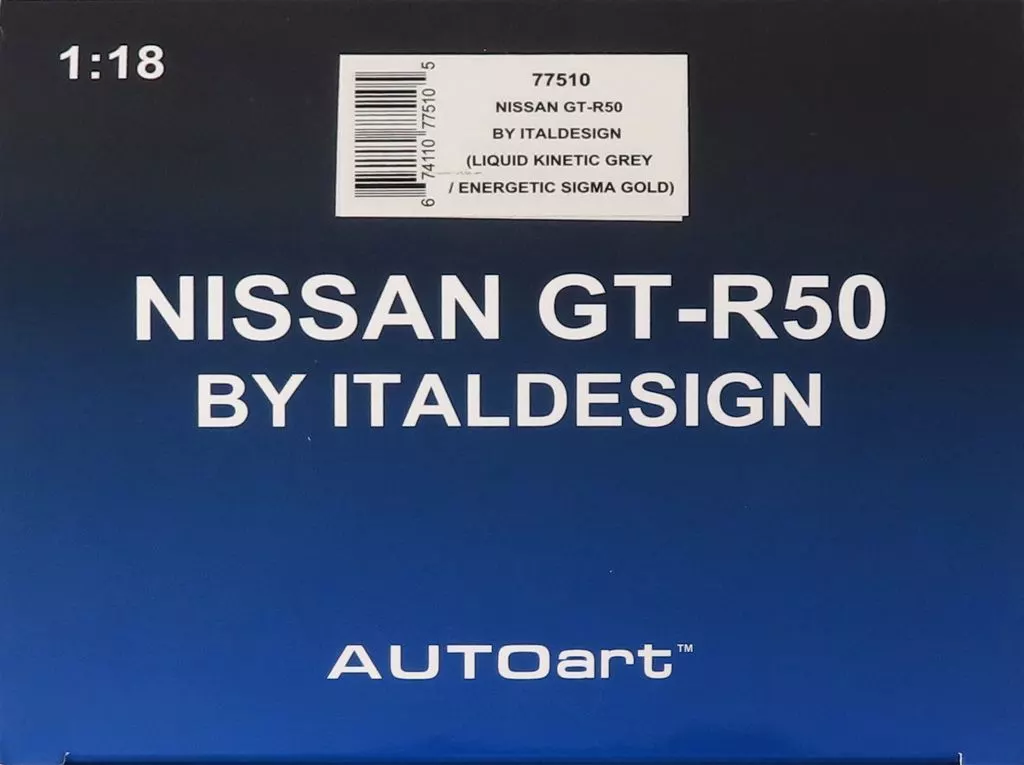 1:18
77510
NISSAN GT-R50
BY ITALDESIGN
(LIQUID KINETIC GREY
/ ENERGETIC SIGMA GOLD)
6 74110 77510 5
NISSAN GT-R50
BY ITALDESIGN
AUTOart™